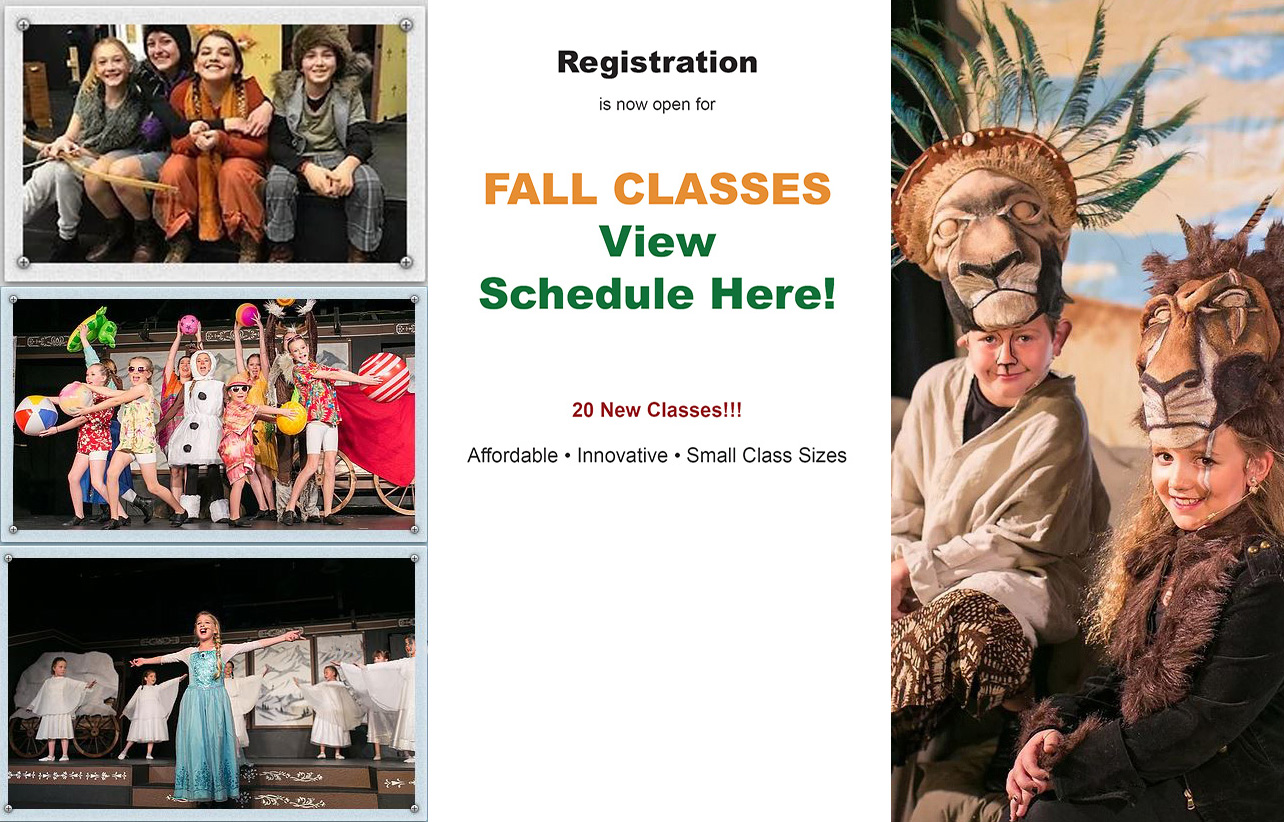 Registration
is now open for
FALL CLASSES
View
Schedule Here!
20 New Classes!!!
Affordable • Innovative • Small Class Sizes